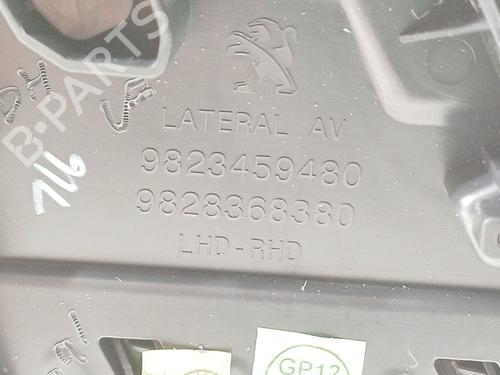 B-PARTS
LATERAL AV
9823459480
9828368380
LHD-RHD
GP12